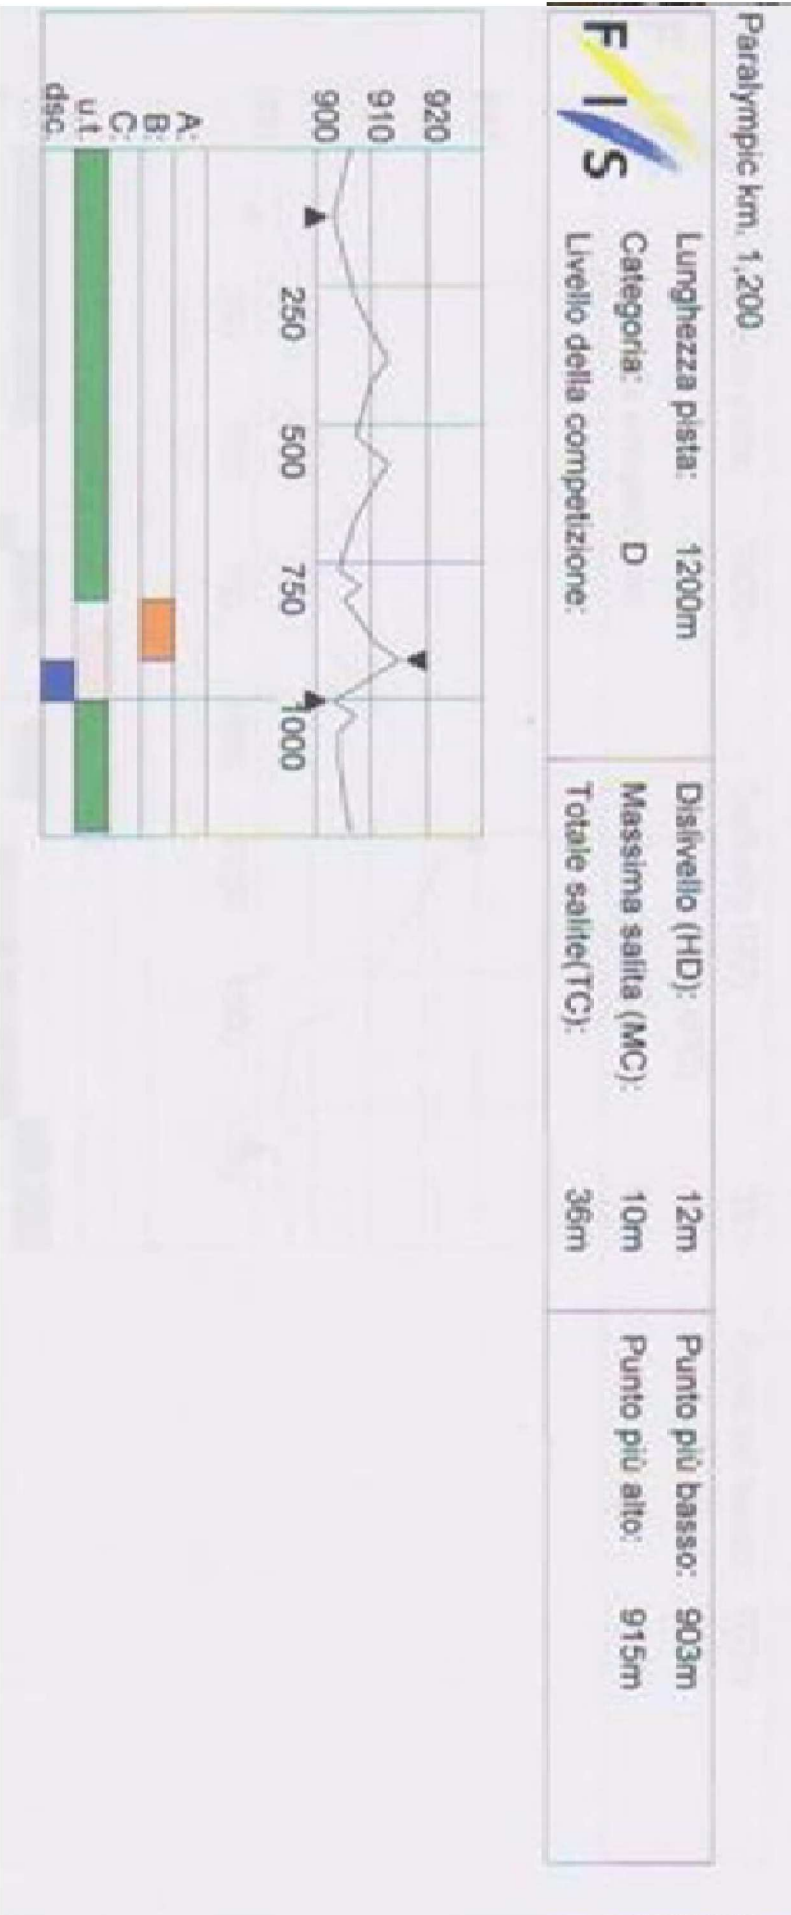 Paralympic km. 1,200
FIS
Lunghezza pista: 1200m
Categoria: D
Livello della competizione:
Dislivello (HD): 12m
Massima salita (MC): 10m
Totale salite(TC): 36m
Punto più basso: 903m
Punto più alto: 915m
920
910
900
250 500 750 1000
A:
B:
C:
u.t.
dsc.